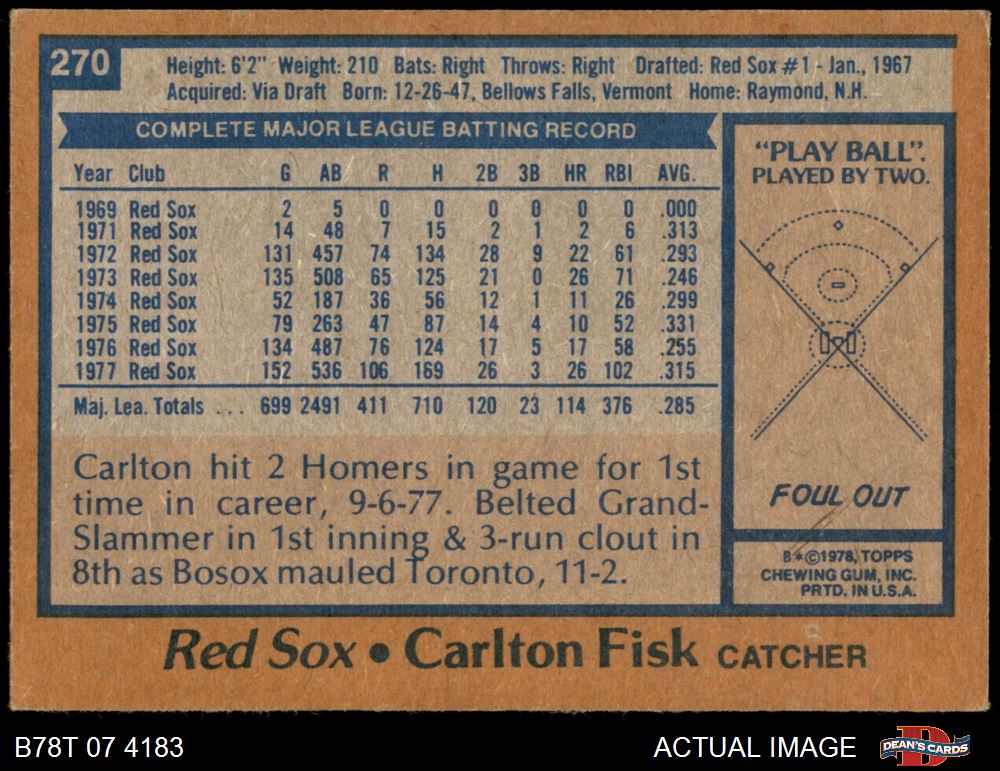 270
Height: 6'2" Weight: 210 Bats: Right Throws: Right Drafted: Red Sox #1 - Jan., 1967
Acquired: Via Draft Born: 12-26-47, Bellows Falls, Vermont Home: Raymond, N.H.
COMPLETE MAJOR LEAGUE BATTING RECORD
Year Club G AB R H 2B 3B HR RBI AVG.
1969 Red Sox 2 5 0 0 0 0 0 0 .000
1971 Red Sox 14 48 7 15 2 1 2 6 .313
1972 Red Sox 131 457 74 134 28 9 22 61 .293
1973 Red Sox 135 508 65 125 21 0 26 71 .246
1974 Red Sox 52 187 36 56 12 1 11 26 .299
1975 Red Sox 79 263 47 87 14 4 10 52 .331
1976 Red Sox 134 487 76 124 17 5 17 58 .255
1977 Red Sox 152 536 106 169 26 3 26 102 .315
Maj. Lea. Totals ... 699 2491 411 710 120 23 114 376 .285
Carlton hit 2 Homers in game for 1st
time in career, 9-6-77. Belted Grand-
Slammer in 1st inning & 3-run clout in
8th as Bosox mauled Toronto, 11-2.
"PLAY BALL".
PLAYED BY TWO.
FOUL OUT
B*©1978, TOPPS
CHEWING GUM, INC.
PRTD. IN U.S.A.
Red Sox • Carlton Fisk CATCHER
B78T 07 4183
ACTUAL IMAGE
DEAN'S CARDS